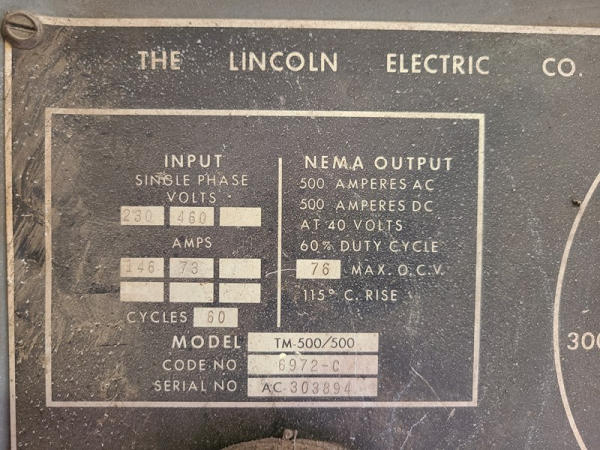 THE LINCOLN ELECTRIC CO.
INPUT
SINGLE PHASE
VOLTS
230 460
AMPS
146 73
CYCLES 60
NEMA OUTPUT
500 AMPERES AC
500 AMPERES DC
AT 40 VOLTS
60% DUTY CYCLE
76 MAX. O.C.V.
115° C. RISE
MODEL TM-500/500
CODE NO 6972-C
SERIAL NO AC-303894
300